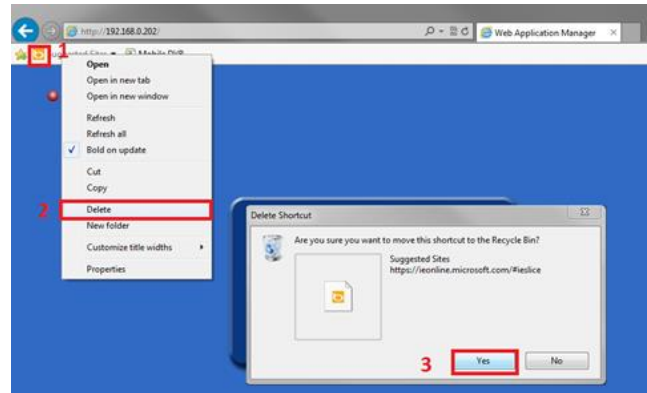 http://192.168.0.202/
Web Application Manager
1
Suggested Sites
Open
Open in new tab
Open in new window
Refresh
Refresh all
Bold on update
Cut
Copy
2
Delete
New folder
Customize title widths
Properties
Delete Shortcut
Are you sure you want to move this shortcut to the Recycle Bin?
Suggested Sites
https://ieonline.microsoft.com/#ieslice
3
Yes
No